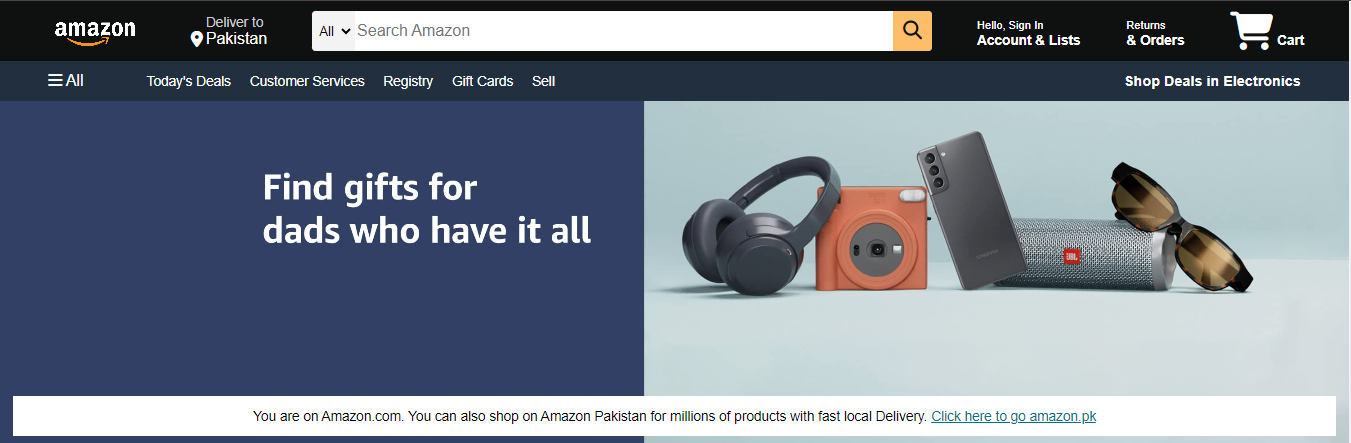 amazon
Deliver to
Pakistan
All
Search Amazon
Hello, Sign In
Account & Lists
Returns
& Orders
Cart
All
Today's Deals
Customer Services
Registry
Gift Cards
Sell
Shop Deals in Electronics
Find gifts for
dads who have it all
SAMSUNG
JBL
You are on Amazon.com. You can also shop on Amazon Pakistan for millions of products with fast local Delivery. Click here to go amazon.pk